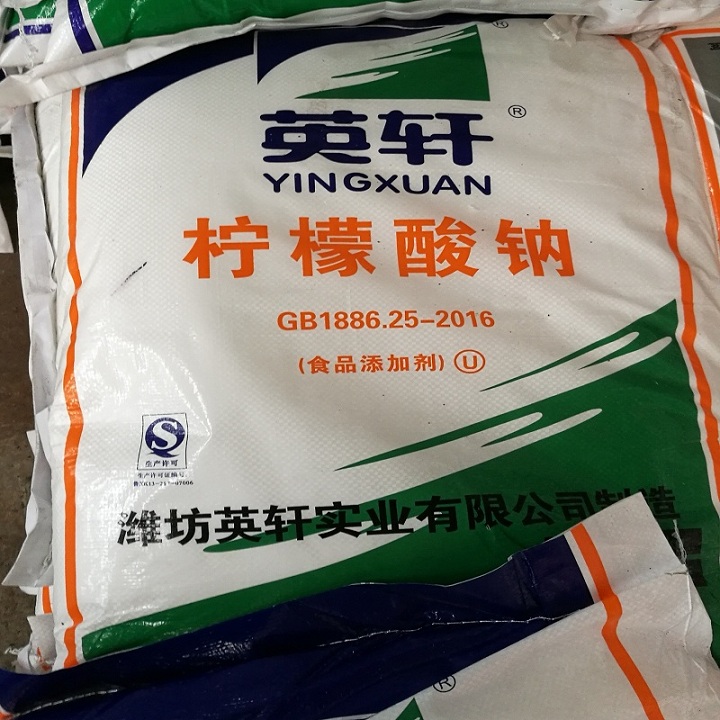 ®
英轩®
YINGXUAN
柠檬酸钠
GB1886.25-2016
(食品添加剂) Ⓤ
生产许可
潍坊英轩实业有限公司制造
®